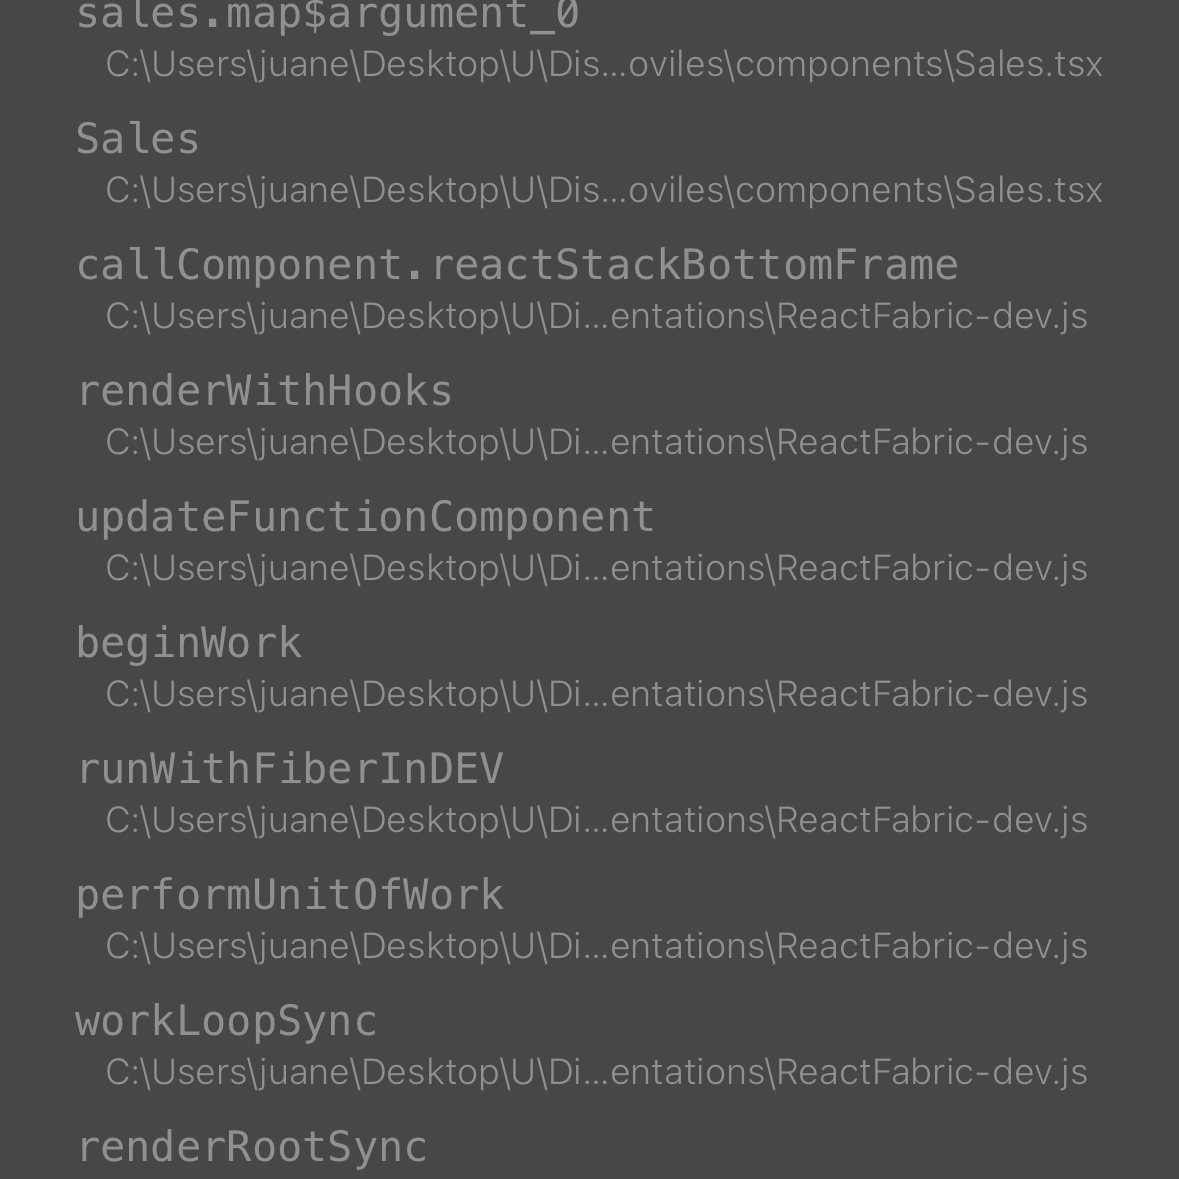 sales.map$argument_0
C:\Users\juane\Desktop\U\Dis...oviles\components\Sales.tsx
Sales
C:\Users\juane\Desktop\U\Dis...oviles\components\Sales.tsx
callComponent.reactStackBottomFrame
C:\Users\juane\Desktop\U\Di...entations\ReactFabric-dev.js
renderWithHooks
C:\Users\juane\Desktop\U\Di...entations\ReactFabric-dev.js
updateFunctionComponent
C:\Users\juane\Desktop\U\Di...entations\ReactFabric-dev.js
beginWork
C:\Users\juane\Desktop\U\Di...entations\ReactFabric-dev.js
runWithFiberInDEV
C:\Users\juane\Desktop\U\Di...entations\ReactFabric-dev.js
performUnitOfWork
C:\Users\juane\Desktop\U\Di...entations\ReactFabric-dev.js
workLoopSync
C:\Users\juane\Desktop\U\Di...entations\ReactFabric-dev.js
renderRootSync